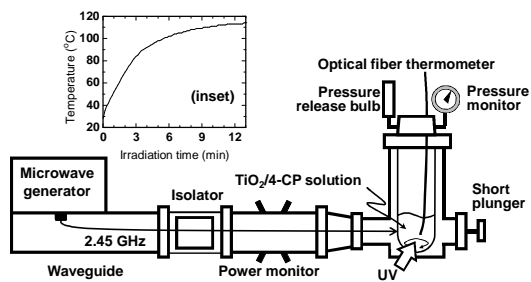 120
100
80
60
40
20
Temperature (°C)
(inset)
0 3 6 9 12
Irradiation time (min)
Optical fiber thermometer
Pressure
release bulb
Pressure
monitor
Microwave
generator
Isolator
TiO2/4-CP solution
Short
plunger
2.45 GHz
Waveguide
Power monitor
UV